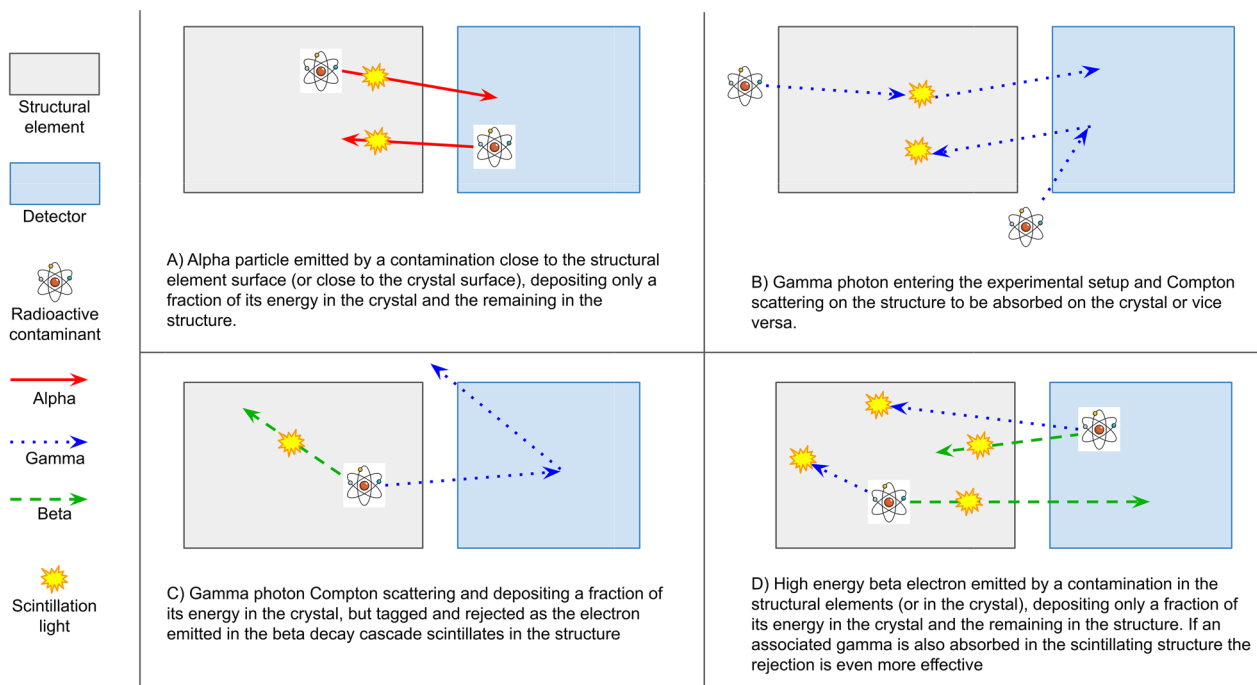 Structural
element
Detector
Radioactive
contaminant
Alpha
Gamma
Beta
Scintillation
light
A) Alpha particle emitted by a contamination close to the structural
element surface (or close to the crystal surface), depositing only a
fraction of its energy in the crystal and the remaining in the
structure.
B) Gamma photon entering the experimental setup and Compton
scattering on the structure to be absorbed on the crystal or vice
versa.
C) Gamma photon Compton scattering and depositing a fraction of
its energy in the crystal, but tagged and rejected as the electron
emitted in the beta decay cascade scintillates in the structure
D) High energy beta electron emitted by a contamination in the
structural elements (or in the crystal), depositing only a fraction of
its energy in the crystal and the remaining in the structure. If an
associated gamma is also absorbed in the scintillating structure the
rejection is even more effective